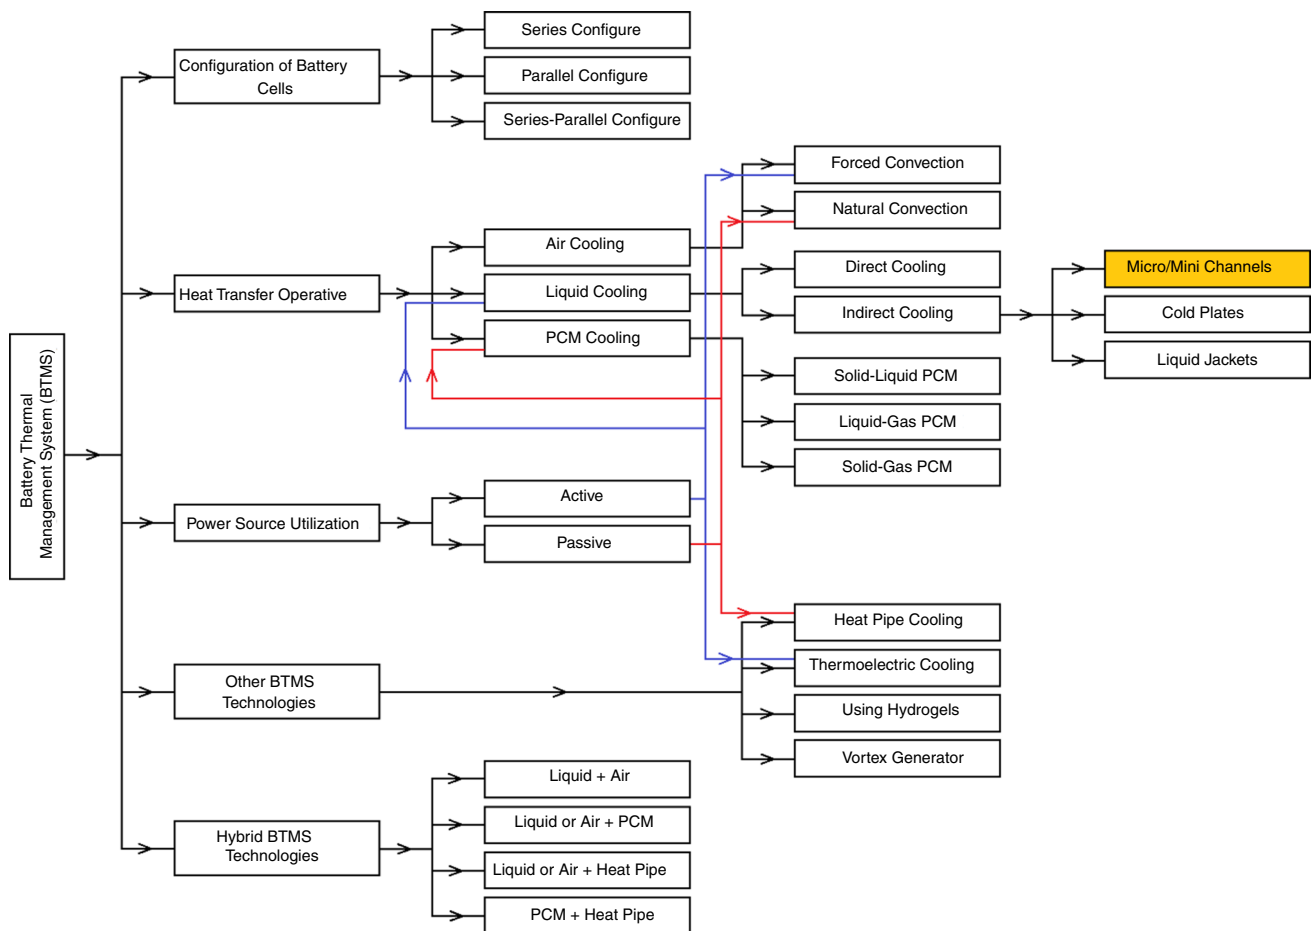 Battery Thermal
Management System (BTMS)
Configuration of Battery
Cells
Series Configure
Parallel Configure
Series-Parallel Configure
Heat Transfer Operative
Air Cooling
Liquid Cooling
PCM Cooling
Forced Convection
Natural Convection
Direct Cooling
Indirect Cooling
Micro/Mini Channels
Cold Plates
Liquid Jackets
Solid-Liquid PCM
Liquid-Gas PCM
Solid-Gas PCM
Power Source Utilization
Active
Passive
Other BTMS
Technologies
Heat Pipe Cooling
Thermoelectric Cooling
Using Hydrogels
Vortex Generator
Hybrid BTMS
Technologies
Liquid + Air
Liquid or Air + PCM
Liquid or Air + Heat Pipe
PCM + Heat Pipe